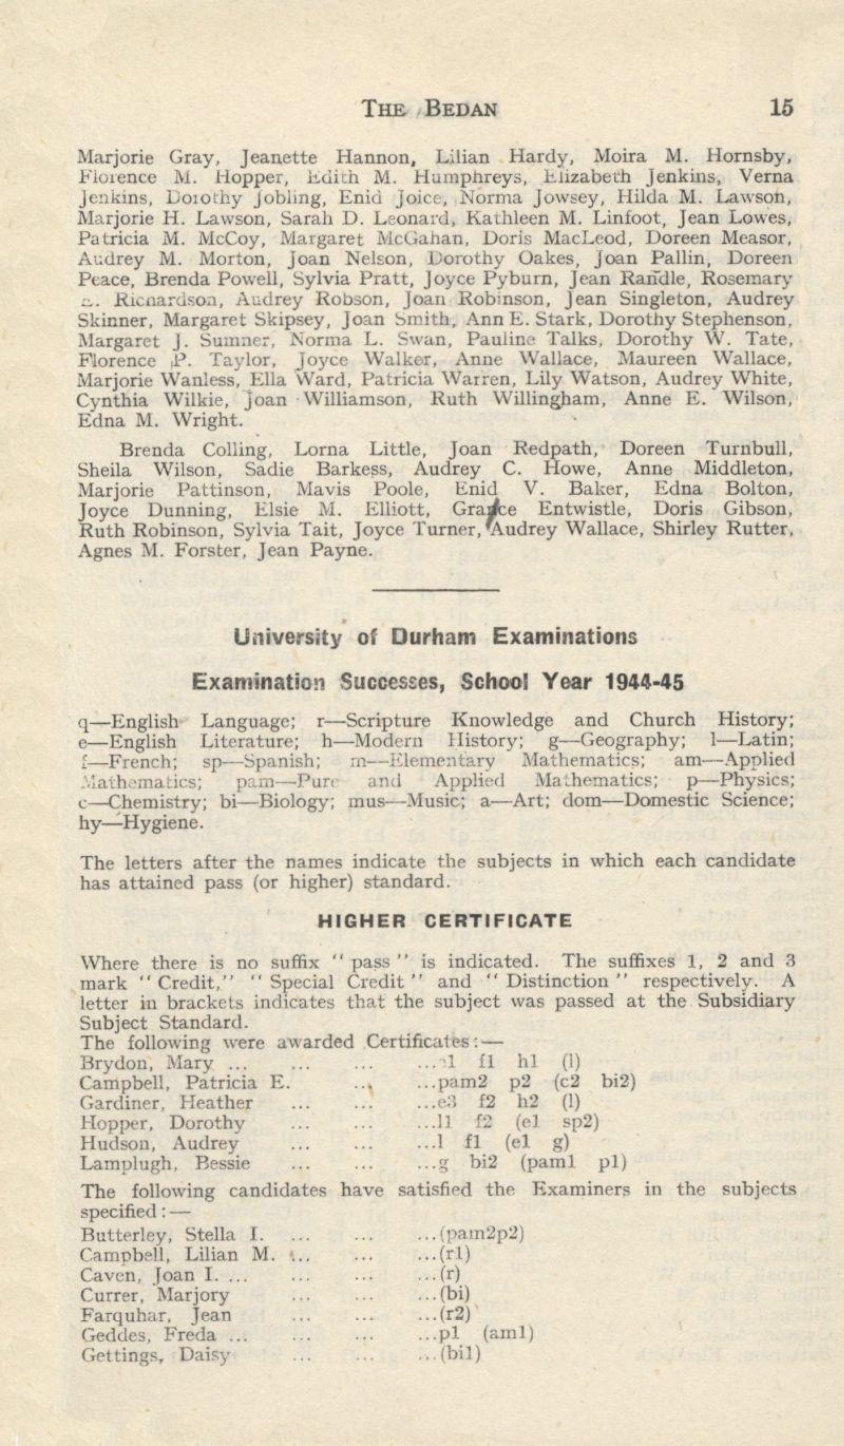 THE BEDAN 15
Marjorie Gray, Jeanette Hannon, Lilian Hardy, Moira M. Hornsby,
Florence M. Hopper, Edith M. Humphreys, Elizabeth Jenkins, Verna
Jenkins, Dorothy Jobling, Enid Joice, Norma Jowsey, Hilda M. Lawson,
Marjorie H. Lawson, Sarah D. Leonard, Kathleen M. Linfoot, Jean Lowes,
Patricia M. McCoy, Margaret McGahan, Doris MacLeod, Doreen Measor,
Audrey M. Morton, Joan Nelson, Dorothy Oakes, Joan Pallin, Doreen
Peace, Brenda Powell, Sylvia Pratt, Joyce Pyburn, Jean Randle, Rosemary
Richardson, Audrey Robson, Joan Robinson, Jean Singleton, Audrey
Skinner, Margaret Skipsey, Joan Smith, Ann E. Stark, Dorothy Stephenson,
Margaret J. Sumner, Norma L. Swan, Pauline Talks, Dorothy W. Tate,
Florence P. Taylor, Joyce Walker, Anne Wallace, Maureen Wallace,
Marjorie Wanless, Ella Ward, Patricia Warren, Lily Watson, Audrey White,
Cynthia Wilkie, Joan Williamson, Ruth Willingham, Anne E. Wilson,
Edna M. Wright.
Brenda Colling, Lorna Little, Joan Redpath, Doreen Turnbull,
Sheila Wilson, Sadie Barkess, Audrey C. Howe, Anne Middleton,
Marjorie Pattinson, Mavis Poole, Enid V. Baker, Edna Bolton,
Joyce Dunning, Elsie M. Elliott, Entwistle, Doris Gibson,
Ruth Robinson, Sylvia Tait, Joyce Turner, Audrey Wallace, Shirley Rutter,
Agnes M. Forster, Jean Payne.
University of Durham Examinations
Examination Successes, School Year 1944-45
q—English Language; r—Scripture Knowledge and Church History;
e—English Literature; h—Modern History; g—Geography; l—Latin;
f—French; sp—Spanish; m—Elementary Mathematics; am—Applied
Mathematics; pam—Pure and Applied Mathematics; p—Physics;
c—Chemistry; bi—Biology; mus—Music; a—Art; dom—Domestic Science;
hy—Hygiene.
The letters after the names indicate the subjects in which each candidate
has attained pass (or higher) standard.
HIGHER CERTIFICATE
Where there is no suffix " pass " is indicated. The suffixes 1, 2 and 3
mark " Credit," " Special Credit " and " Distinction " respectively. A
letter in brackets indicates that the subject was passed at the Subsidiary
Subject Standard.
The following were awarded Certificates:—
Brydon, Mary ... ... ... ...e1 f1 h1 (l)
Campbell, Patricia E. ... ...pam2 p2 (c2 bi2)
Gardiner, Heather ... ... ...e3 f2 h2 (l)
Hopper, Dorothy ... ... ...l1 f2 (e1 sp2)
Hudson, Audrey ... ... ...l f1 (e1 g)
Lamplugh, Bessie ... ... ...g bi2 (pam1 p1)
The following candidates have satisfied the Examiners in the subjects
specified:—
Butterley, Stella I. ... ... ...(pam2p2)
Campbell, Lilian M. ... ... ...(r1)
Caven, Joan I. ... ... ... ...(r)
Currer, Marjory ... ... ...(bi)
Farquhar, Jean ... ... ...(r2)
Geddes, Freda ... ... ... ...p1 (am1)
Gettings, Daisy ... ... ...(bi1)